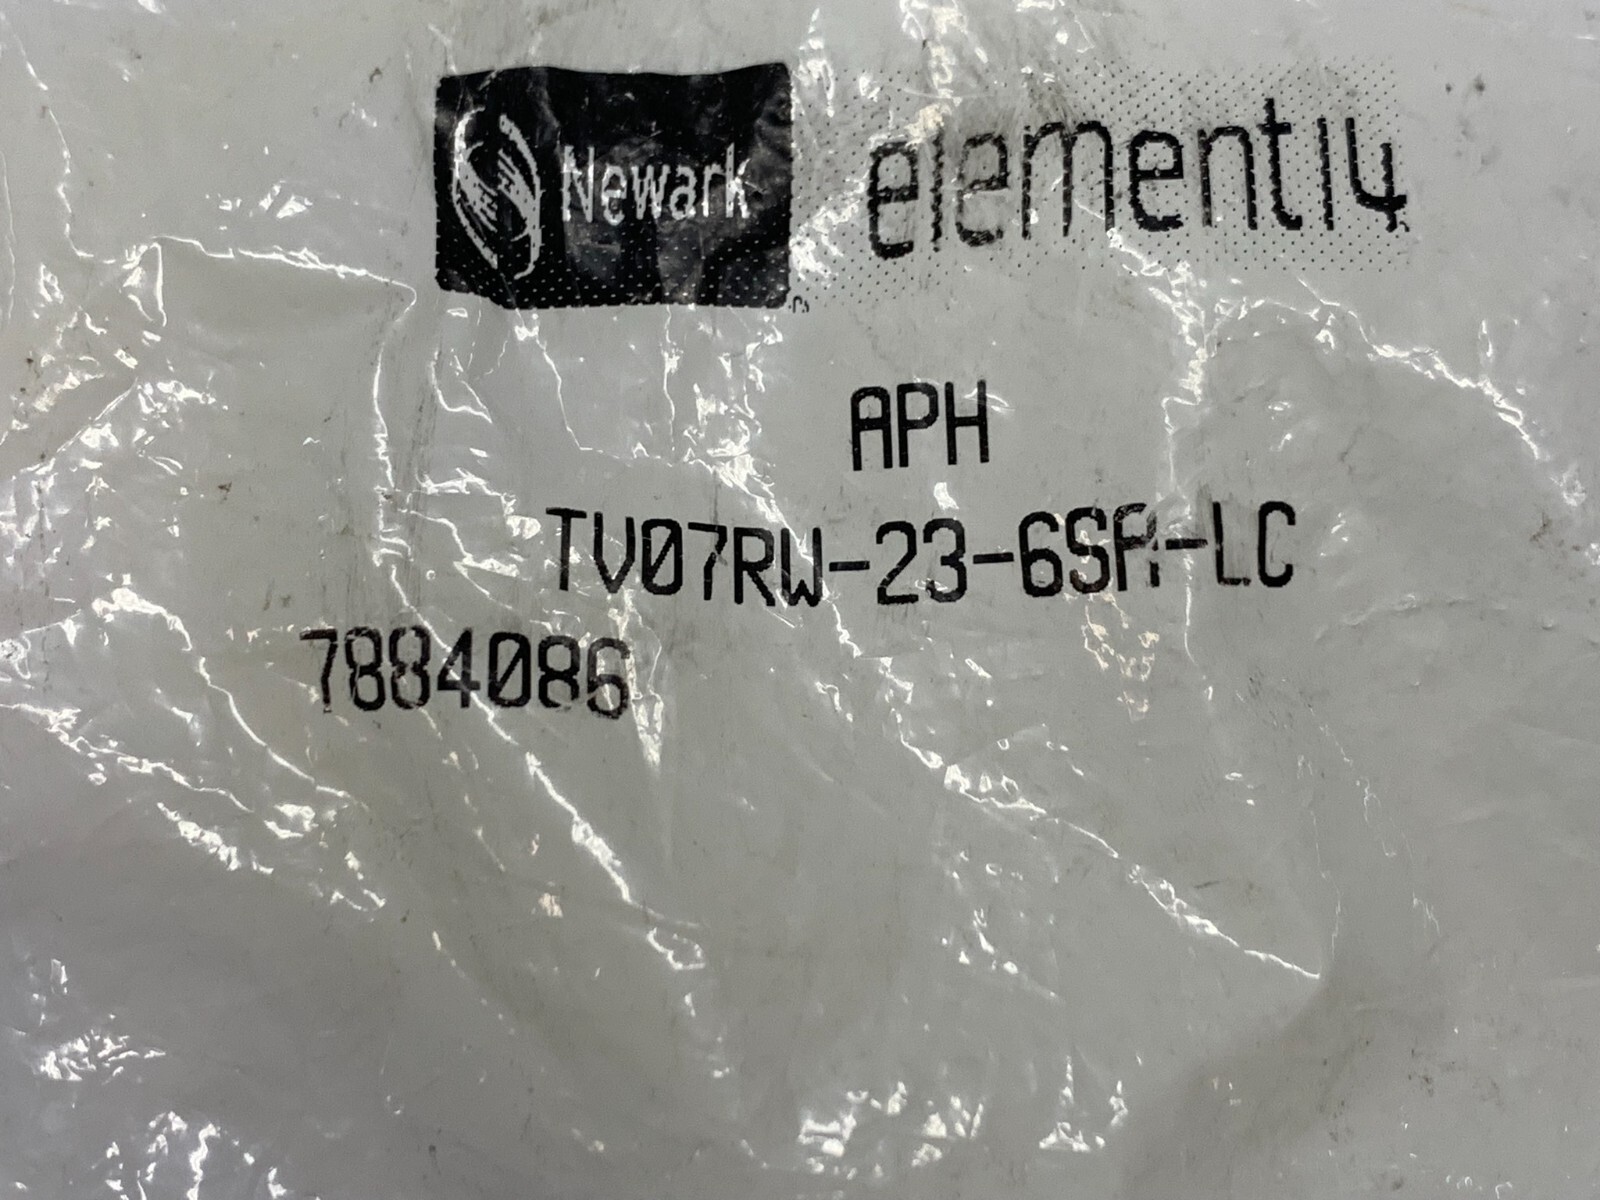 Newark element14
APH
TV07RW-23-6SA-LC
7884086